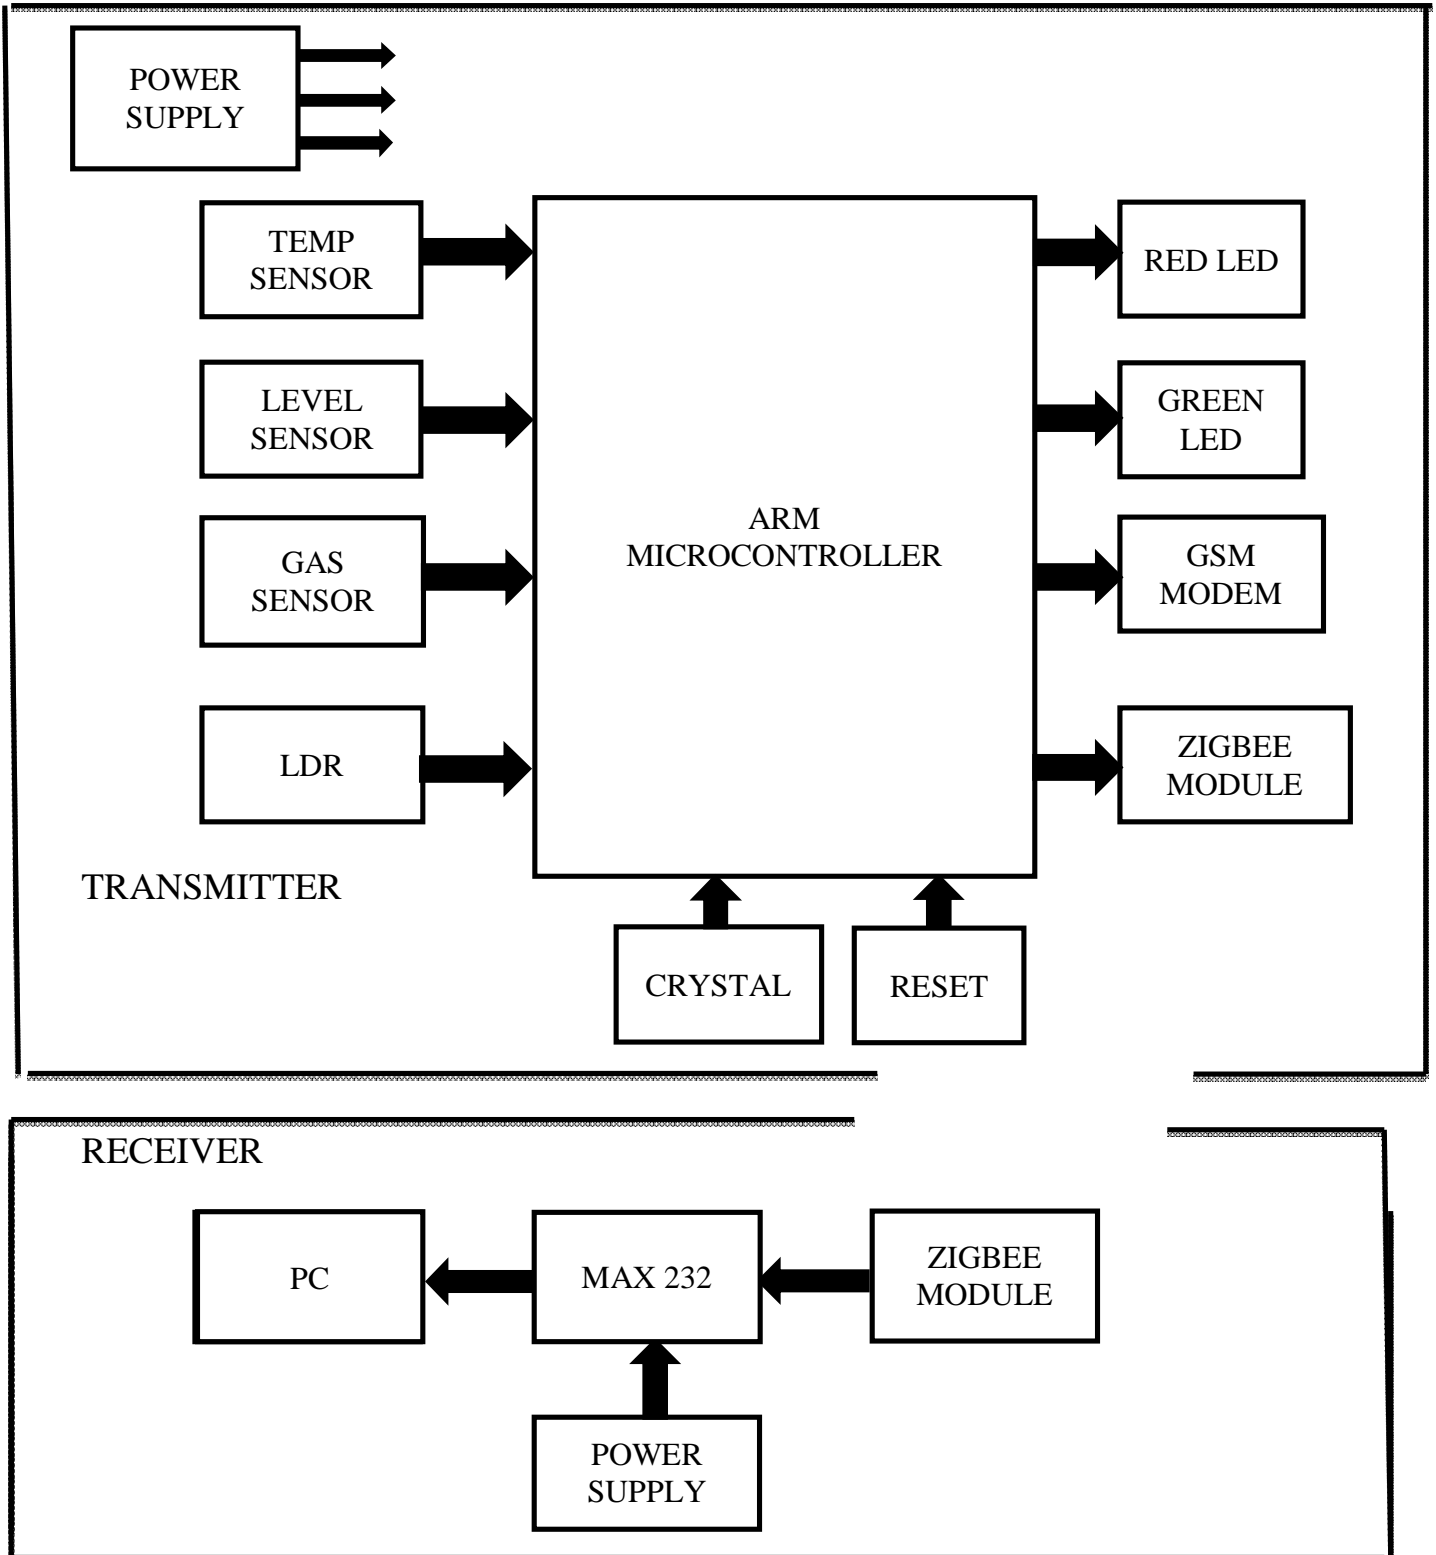 POWER
SUPPLY
TEMP
SENSOR
RED LED
LEVEL
SENSOR
GREEN
LED
ARM
MICROCONTROLLER
GAS
SENSOR
GSM
MODEM
LDR
ZIGBEE
MODULE
TRANSMITTER
CRYSTAL
RESET
RECEIVER
PC
MAX 232
ZIGBEE
MODULE
POWER
SUPPLY